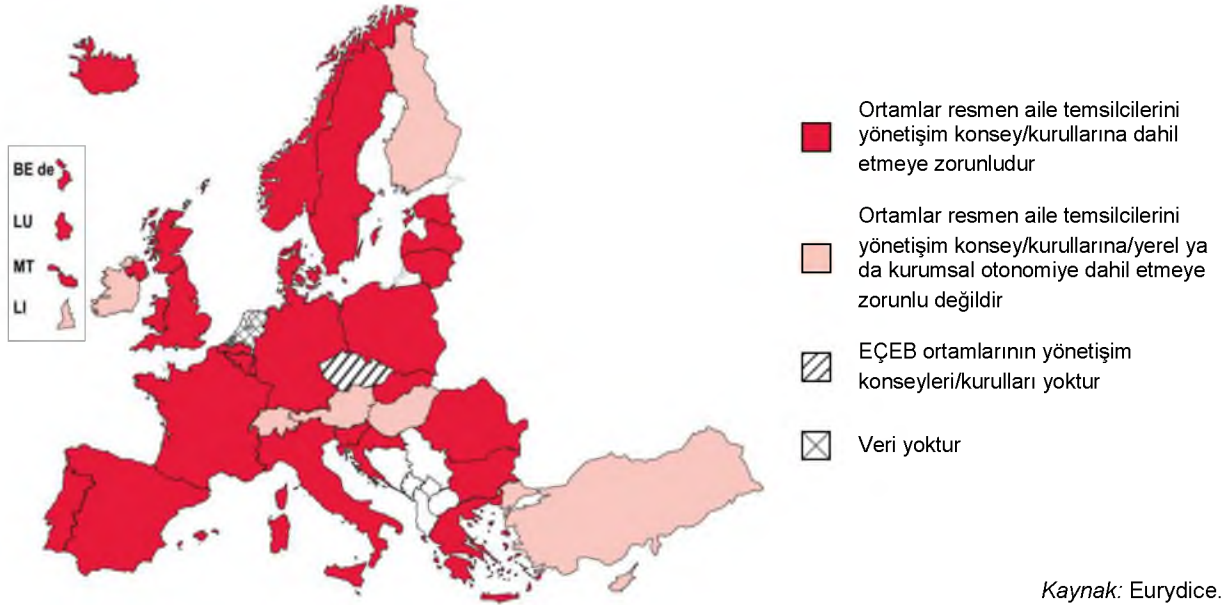 BE de
LU
MT
LI
Ortamlar resmen aile temsilcilerini
yönetişim konsey/kurullarına dahil
etmeye zorunludur
Ortamlar resmen aile temsilcilerini
yönetişim konsey/kurullarına/yerel ya
da kurumsal otonomiye dahil etmeye
zorunlu değildir
EÇEB ortamlarının yönetişim
konseyleri/kurulları yoktur
Veri yoktur
Kaynak: Eurydice.